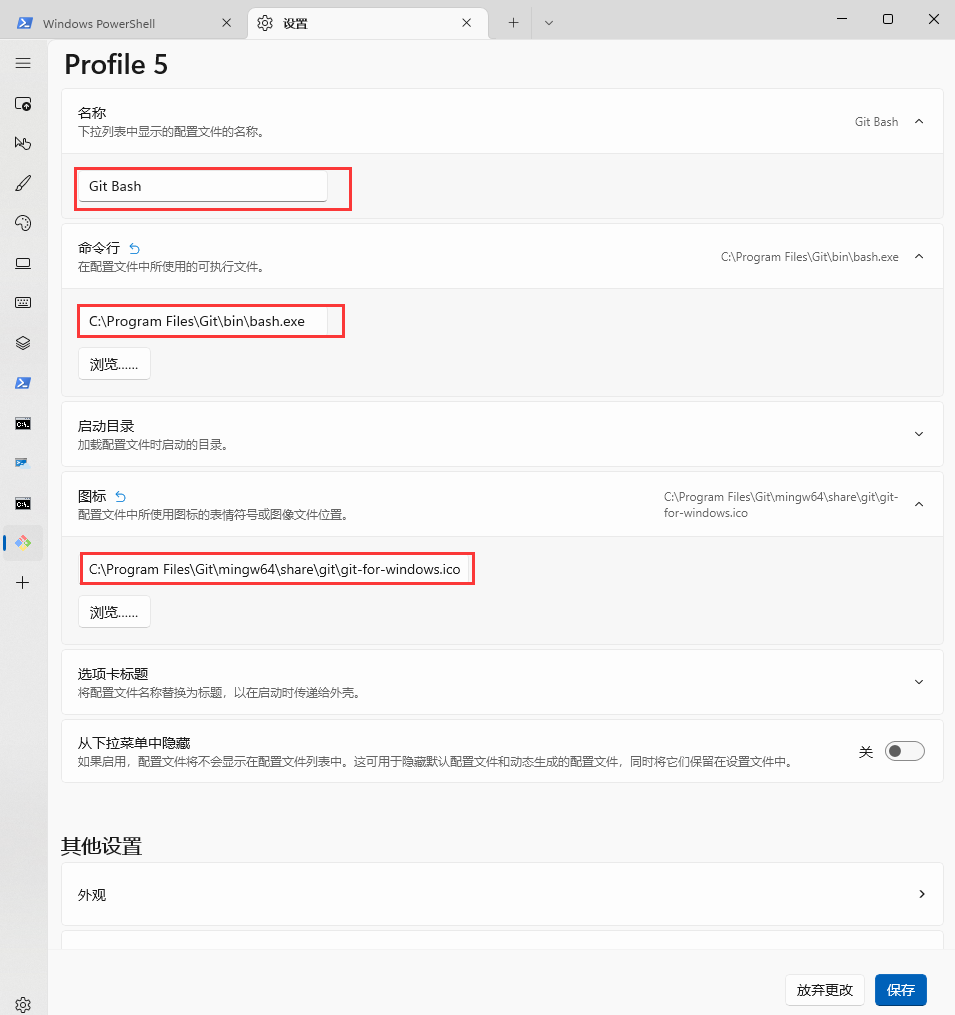 Windows PowerShell
设置
Profile 5
名称
下拉列表中显示的配置文件的名称。
Git Bash
Git Bash
命令行
在配置文件中所使用的可执行文件。
C:\Program Files\Git\bin\bash.exe
C:\Program Files\Git\bin\bash.exe
浏览......
启动目录
加载配置文件时启动的目录。
图标
配置文件中所使用图标的表情符号或图像文件位置。
C:\Program Files\Git\mingw64\share\git\git-
for-windows.ico
C:\Program Files\Git\mingw64\share\git\git-for-windows.ico
浏览......
选项卡标题
将配置文件名称替换为标题，以在启动时传递给外壳。
从下拉菜单中隐藏
如果启用，配置文件将不会显示在配置文件列表中。这可用于隐藏默认配置文件和动态生成的配置文件，同时将它们保留在设置文件中。
关
其他设置
外观
放弃更改
保存